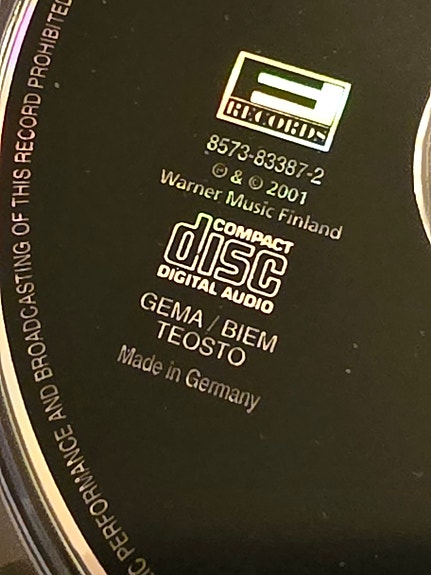 RECORDS
8573-83387-2
℗ & © 2001
Warner Music Finland
COMPACT
disc
DIGITAL AUDIO
GEMA / BIEM
TEOSTO
Made in Germany
PERFORMANCE AND BROADCASTING OF THIS RECORD PROHIBITED